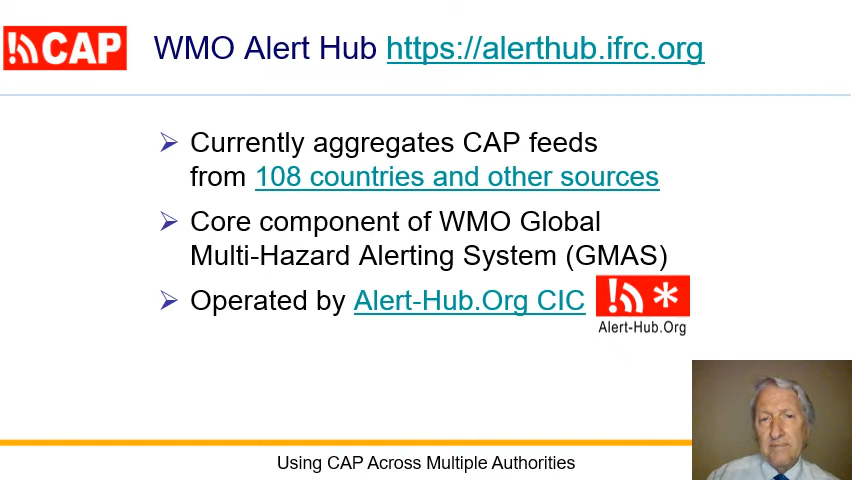 CAP
WMO Alert Hub https://alerthub.ifrc.org
Currently aggregates CAP feeds
from 108 countries and other sources
Core component of WMO Global
Multi-Hazard Alerting System (GMAS)
Operated by Alert-Hub.Org CIC
Alert-Hub.Org
Using CAP Across Multiple Authorities